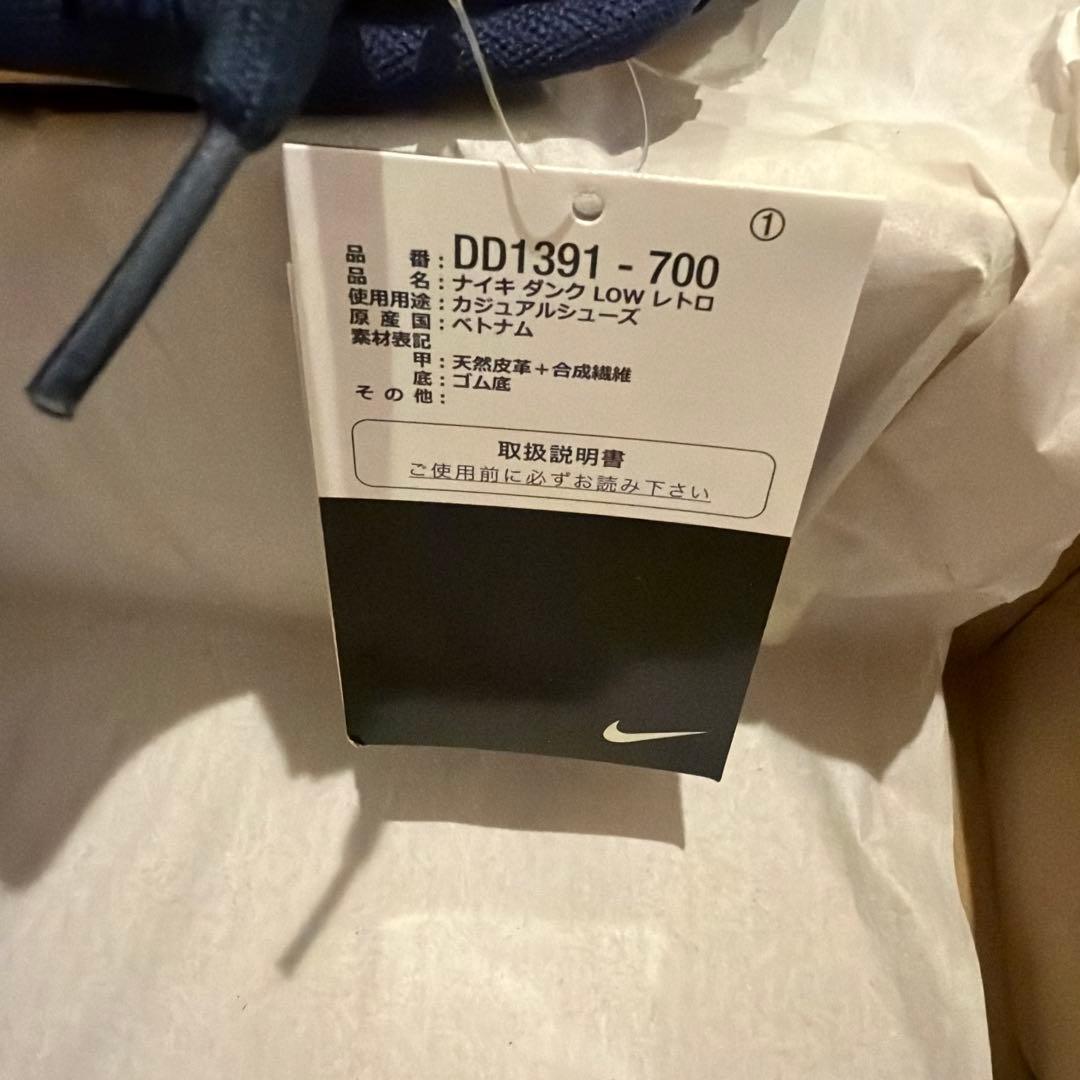 ①
品番：DD1391 - 700
品名：ナイキ ダンク LOW レトロ
使用用途：カジュアルシューズ
原産国：ベトナム
素材表記
甲：天然皮革＋合成繊維
底：ゴム底
その他：
取扱説明書
ご使用前に必ずお読み下さい